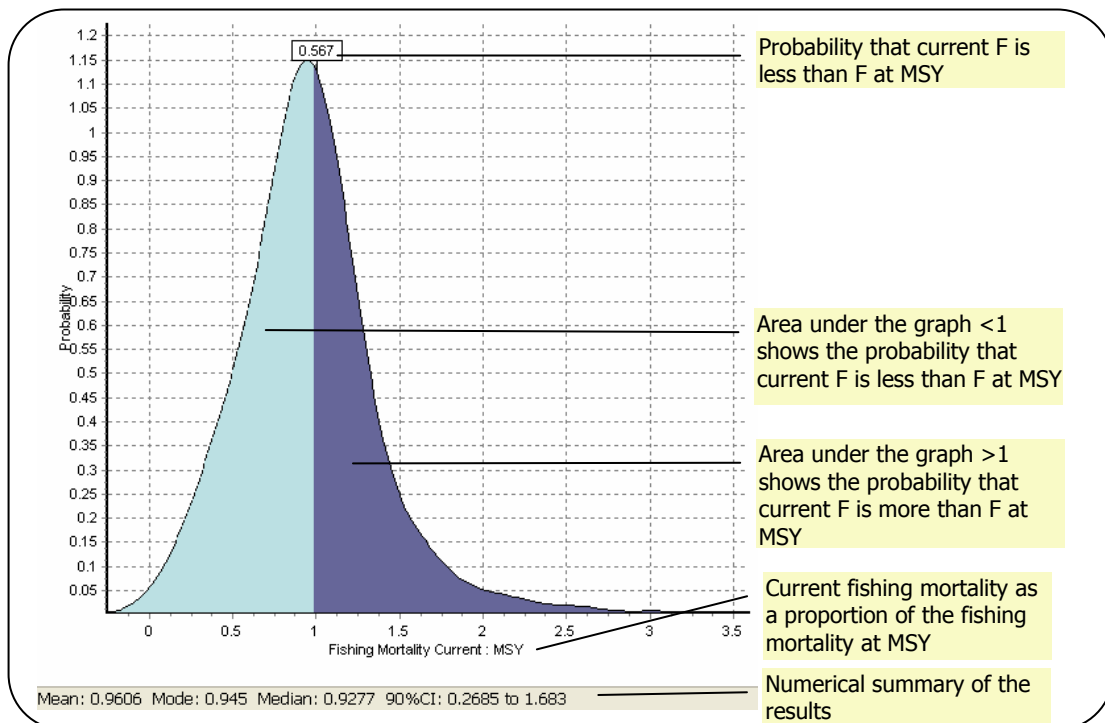 0.567
1.2
1.15
1.1
1.05
1
0.95
0.9
0.85
0.8
0.75
0.7
0.65
0.6
0.55
0.5
0.45
0.4
0.35
0.3
0.25
0.2
0.15
0.1
0.05
Probability
0 0.5 1 1.5 2 2.5 3 3.5
Fishing Mortality Current : MSY
Mean: 0.9606 Mode: 0.945 Median: 0.9277 90%CI: 0.2685 to 1.683
Probability that current F is
less than F at MSY
Area under the graph <1
shows the probability that
current F is less than F at MSY
Area under the graph >1
shows the probability that
current F is more than F at
MSY
Current fishing mortality as
a proportion of the fishing
mortality at MSY
Numerical summary of the
results